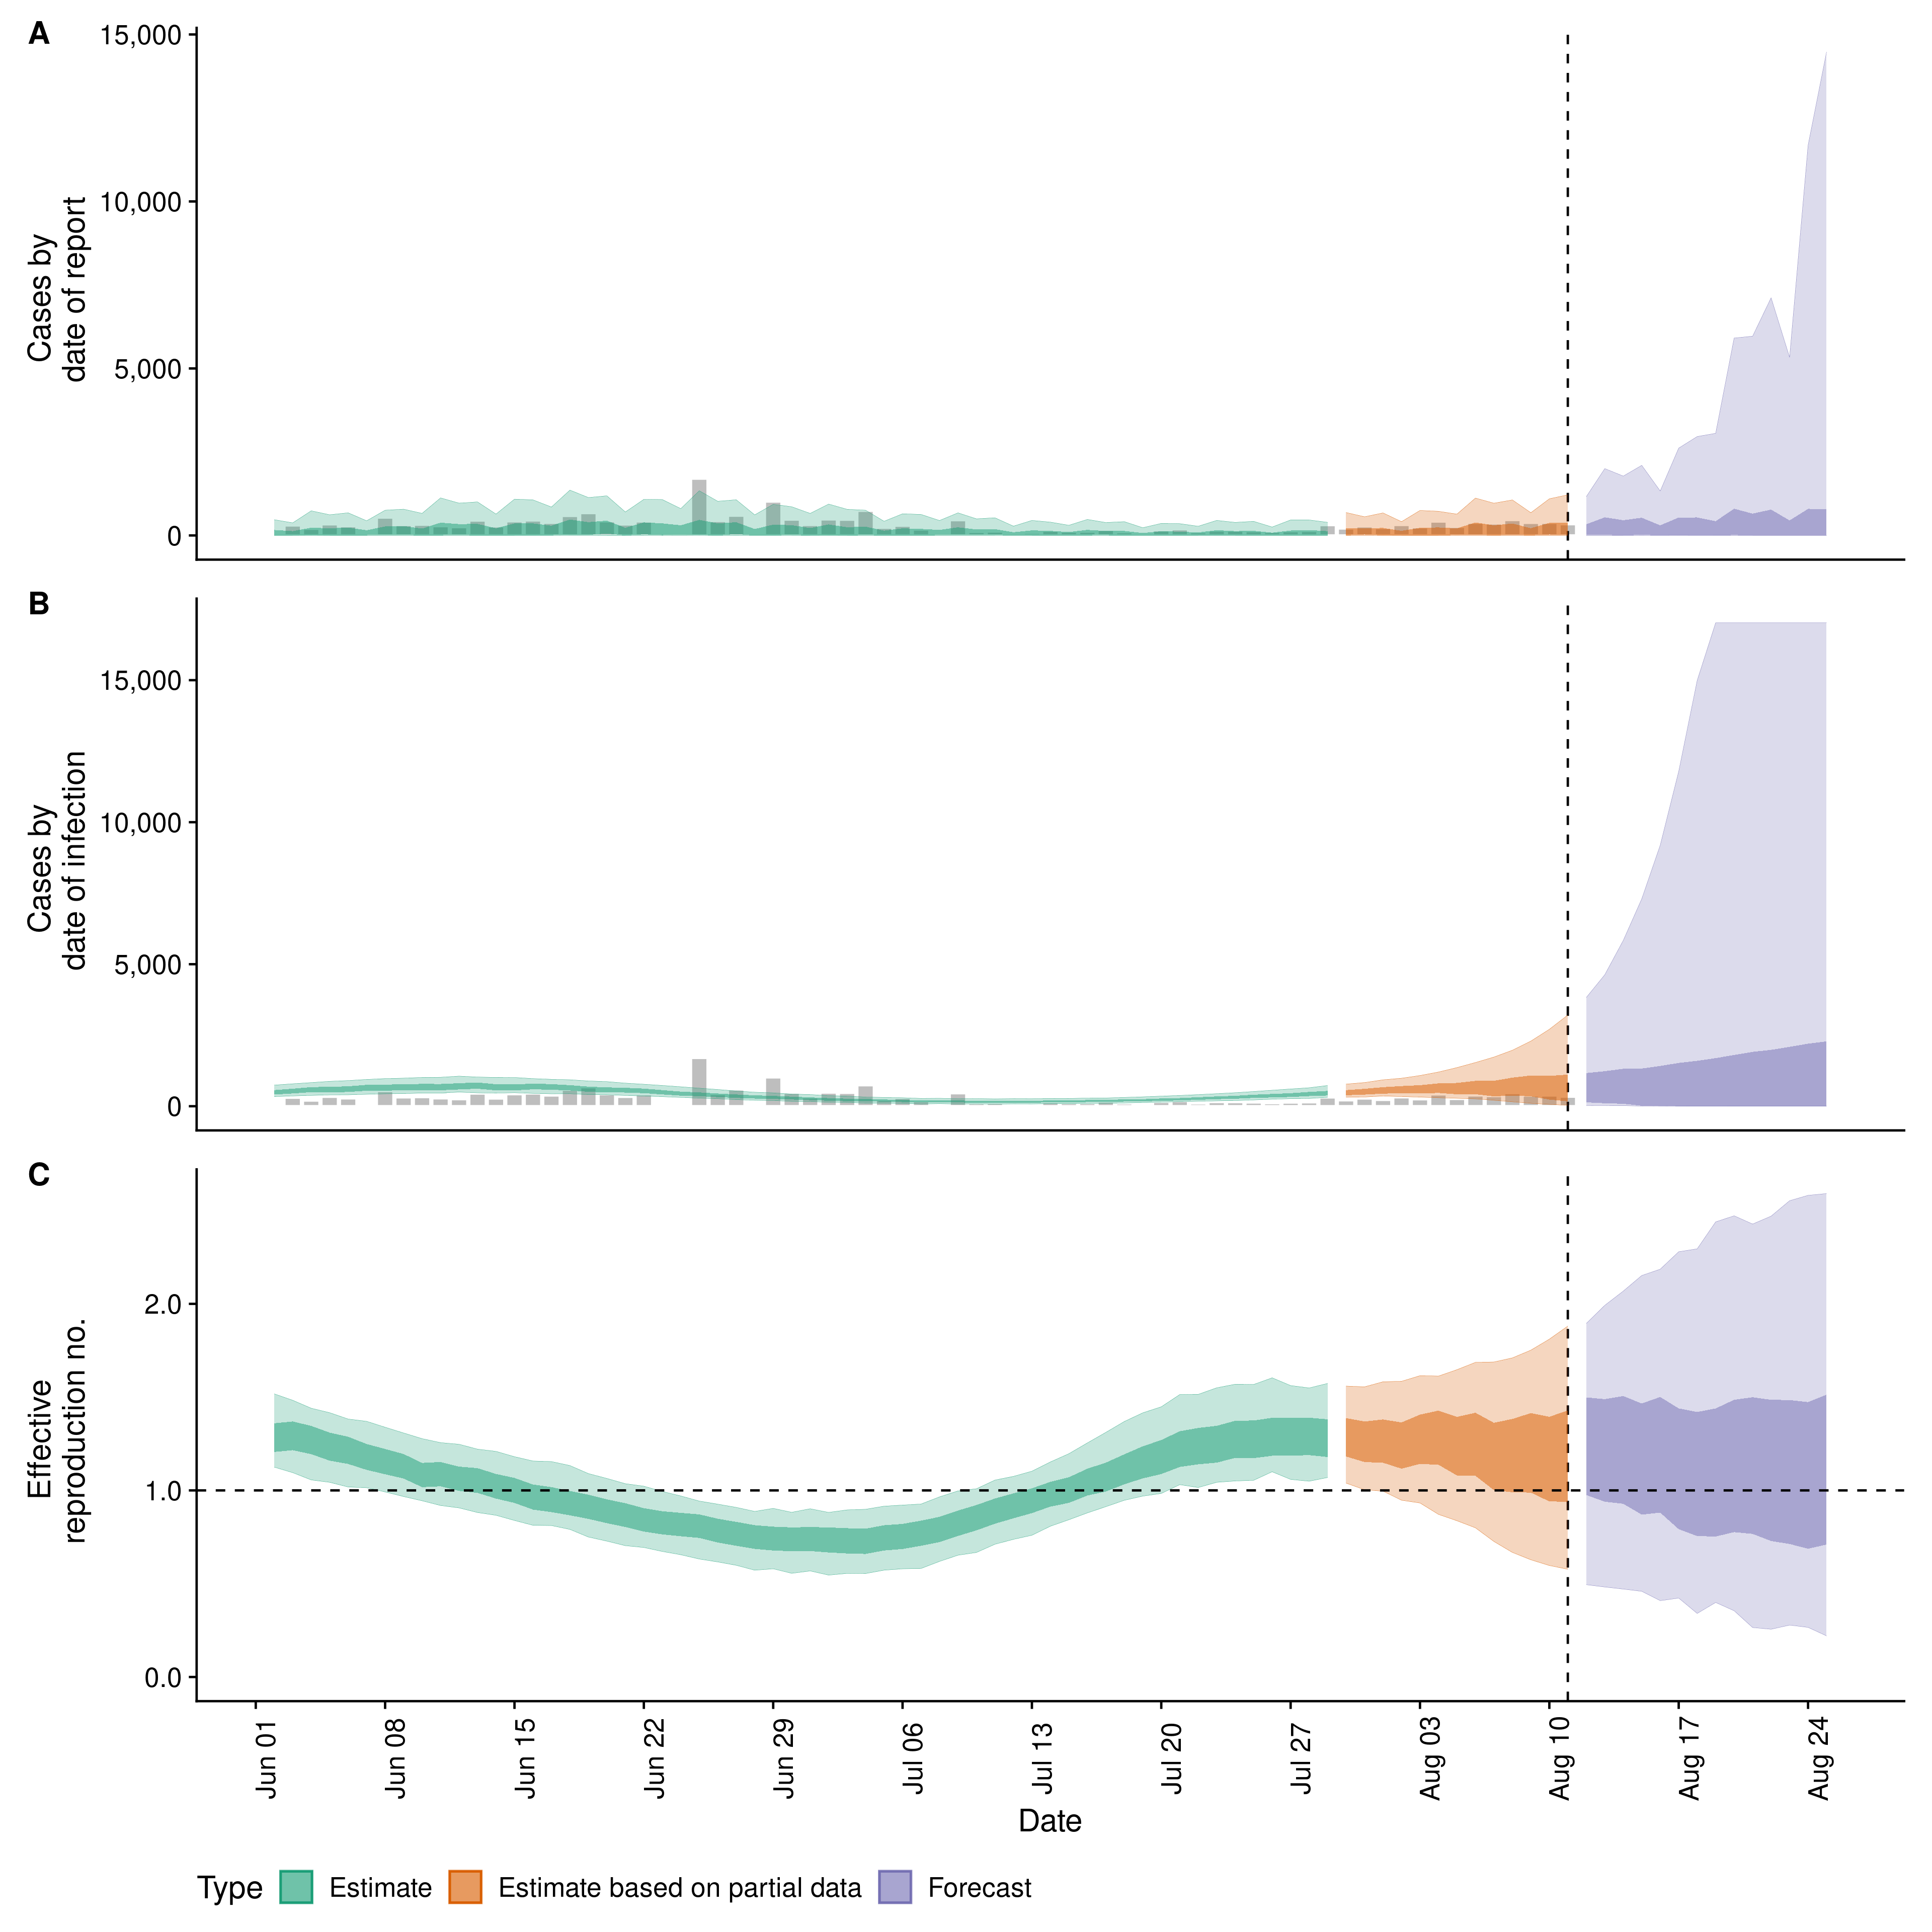 A
15,000
10,000
5,000
0
Cases by
date of report
B
15,000
10,000
5,000
0
Cases by
date of infection
C
2.0
1.0
0.0
Effective
reproduction no.
Jun 01
Jun 08
Jun 15
Jun 22
Jun 29
Jul 06
Jul 13
Jul 20
Jul 27
Aug 03
Aug 10
Aug 17
Aug 24
Date
Type Estimate Estimate based on partial data Forecast